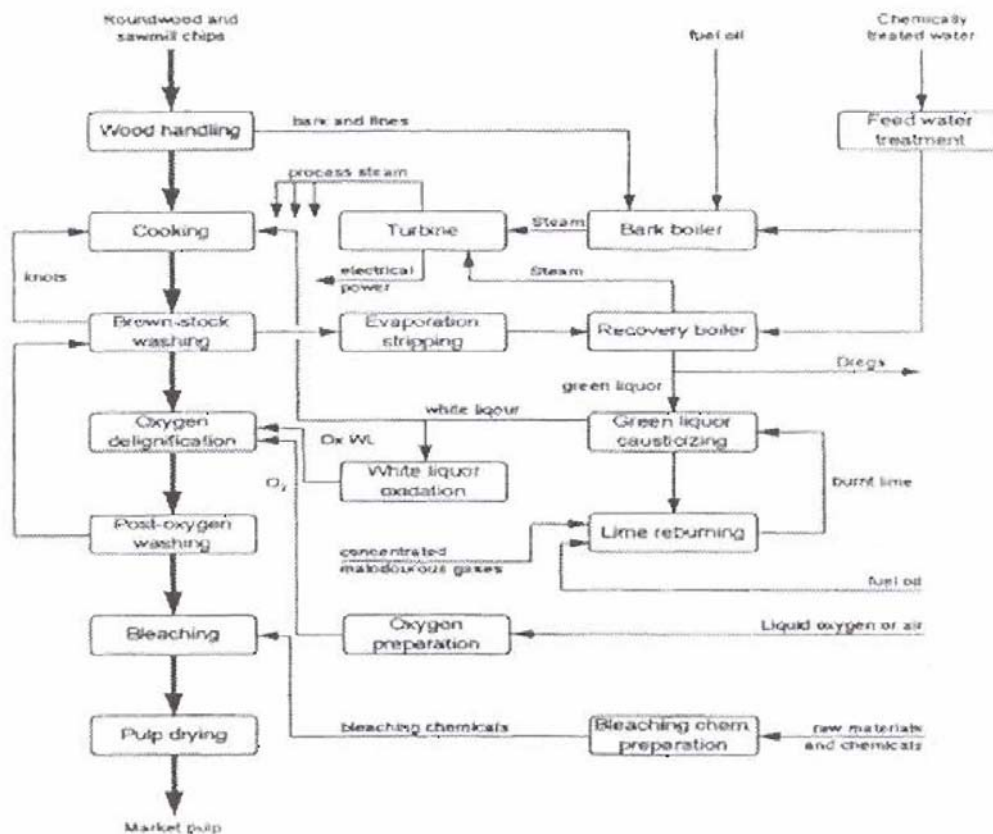 Roundwood and
sawmill chips
fuel oil
Chemically
treated water
Wood handling
bark and fines
Feed water
treatment
process steam
Cooking
Turbine
Steam
Bark boiler
knots
electrical
power
Steam
Brown-stock
washing
Evaporation
stripping
Recovery boiler
Dregs
green liquor
white liqour
Oxygen
delignification
Ox WL
Green liquor
causticizing
White liquor
oxidation
O₂
burnt lime
Post-oxygen
washing
concentrated
malodourous gases
Lime reburning
fuel oil
Bleaching
Oxygen
preparation
Liquid oxygen or air
Pulp drying
bleaching chemicals
Bleaching chem.
preparation
raw materials
and chemicals
Market pulp